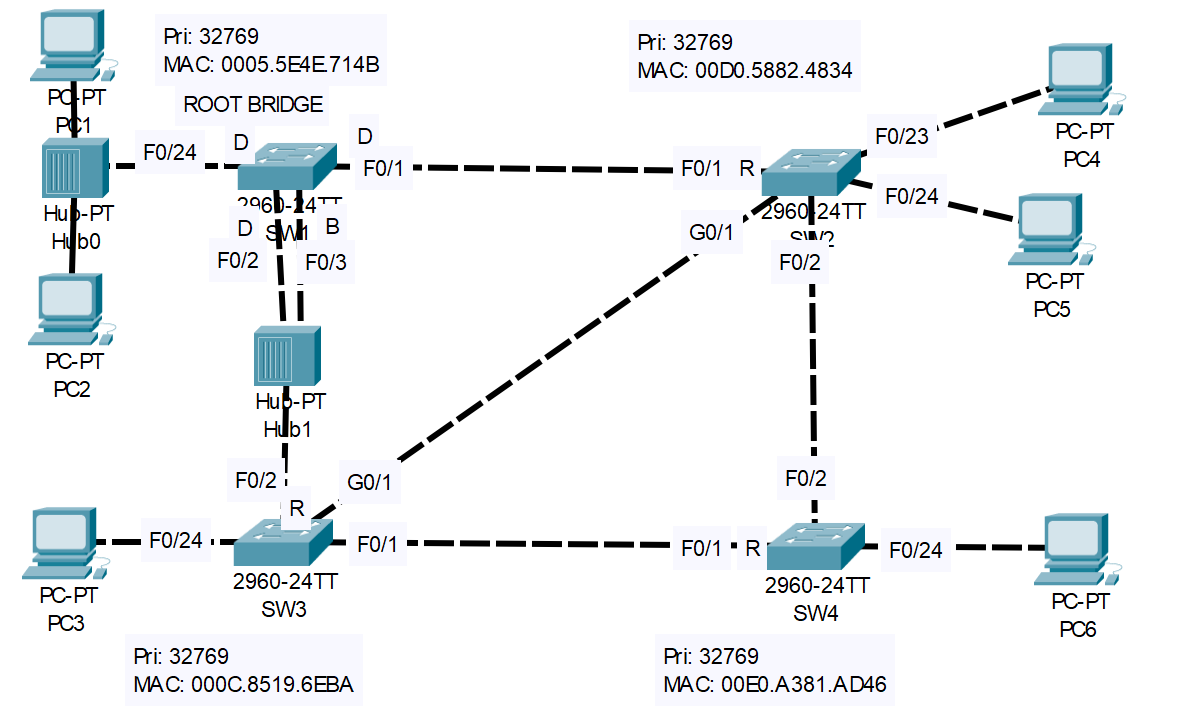 Pri: 32769
MAC: 0005.5E4E.714B
ROOT BRIDGE
Pri: 32769
MAC: 00D0.5882.4834
PC-PT
PC1
F0/24
D
D
F0/1
F0/1
R
F0/23
PC-PT
PC4
Hub-PT
Hub0
2960-24TT
SW1
D
B
F0/2
F0/3
2960-24TT
SW2
F0/24
G0/1
F0/2
PC-PT
PC5
PC-PT
PC2
Hub-PT
Hub1
F0/2
G0/1
R
F0/2
F0/24
F0/1
F0/1
R
F0/24
PC-PT
PC3
2960-24TT
SW3
2960-24TT
SW4
PC-PT
PC6
Pri: 32769
MAC: 000C.8519.6EBA
Pri: 32769
MAC: 00E0.A381.AD46